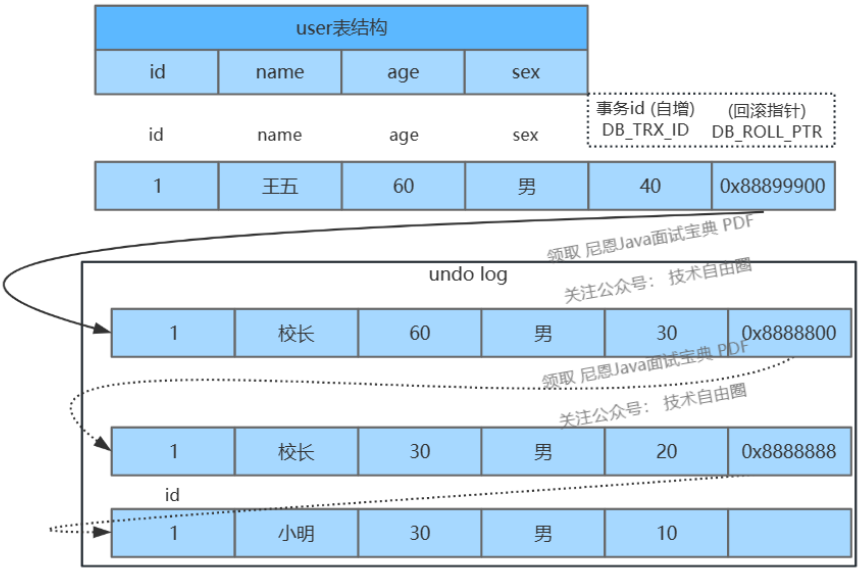 user表结构
id name age sex
事务id (自增) (回滚指针)
DB_TRX_ID DB_ROLL_PTR
id name age sex
1 王五 60 男 40 0x88899900
领取 尼恩Java面试宝典 PDF
undo log
关注公众号： 技术自由圈
1 校长 60 男 30 0x8888800
领取 尼恩Java面试宝典 PDF
关注公众号： 技术自由圈
1 校长 30 男 20 0x8888888
id
1 小明 30 男 10